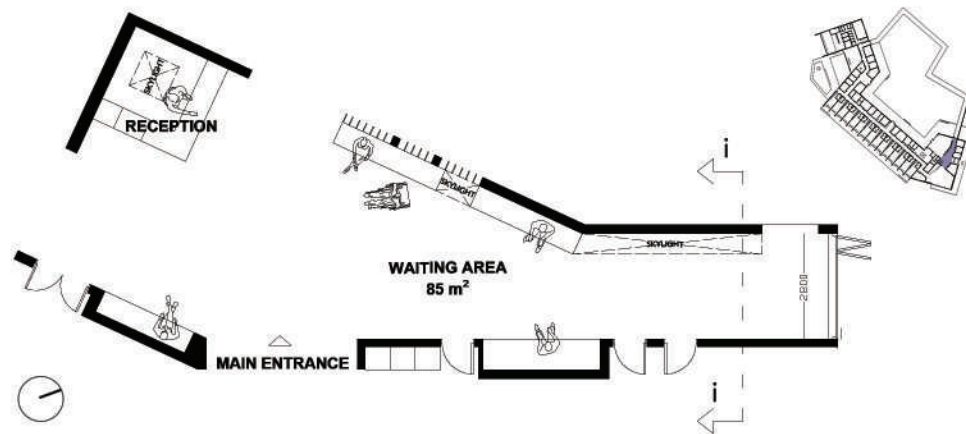 SKYLIGHT
RECEPTION
i
SKYLIGHT
SKYLIGHT
WAITING AREA
85 m²
2800
MAIN ENTRANCE
i